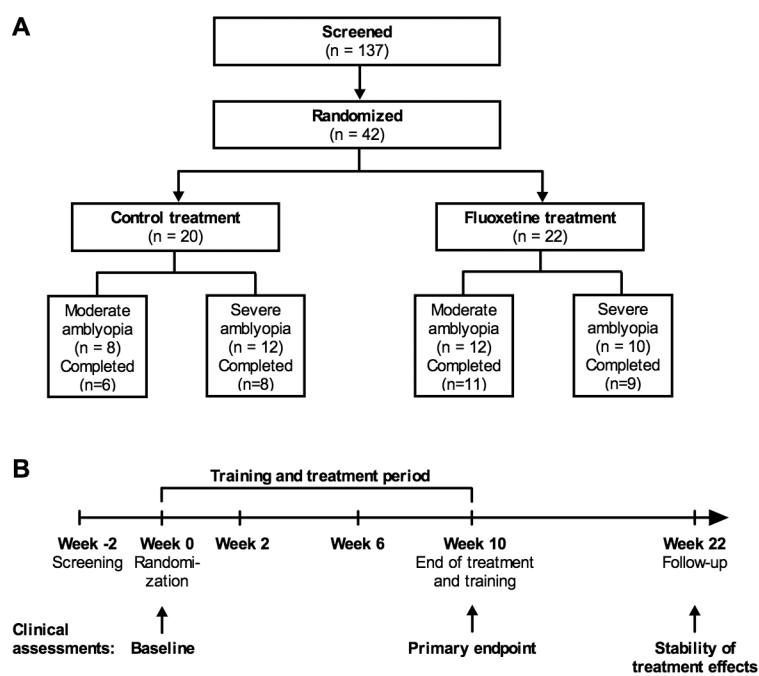 A
Screened
(n = 137)
Randomized
(n = 42)
Control treatment
(n = 20)
Fluoxetine treatment
(n = 22)
Moderate
amblyopia
(n = 8)
Completed
(n=6)
Severe
amblyopia
(n = 12)
Completed
(n=8)
Moderate
amblyopia
(n = 12)
Completed
(n=11)
Severe
amblyopia
(n = 10)
Completed
(n=9)
B
Training and treatment period
Week -2
Screening
Week 0
Randomi-
zation
Week 2
Week 6
Week 10
End of treatment
and training
Week 22
Follow-up
Clinical
assessments:
Baseline
Primary endpoint
Stability of
treatment effects